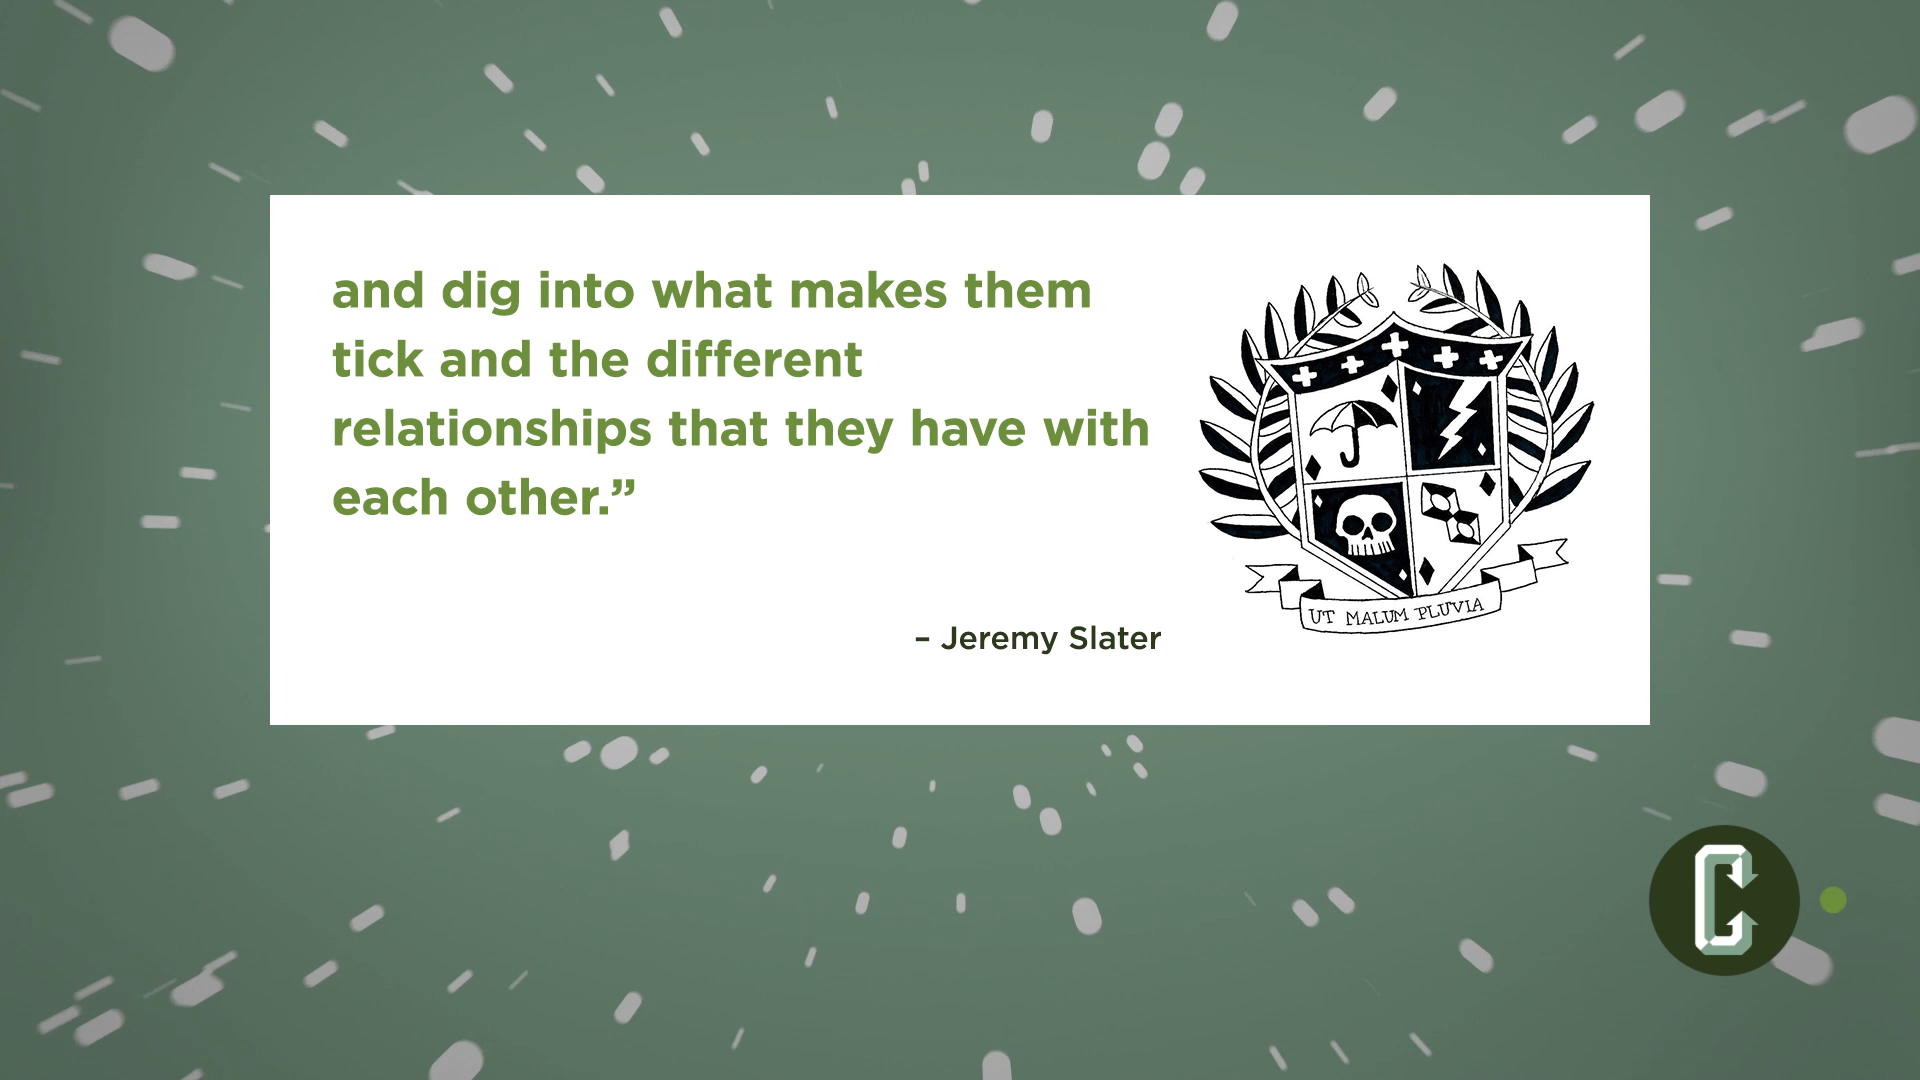 and dig into what makes them
tick and the different
relationships that they have with
each other.”
– Jeremy Slater
UT MALUM PLUVIA